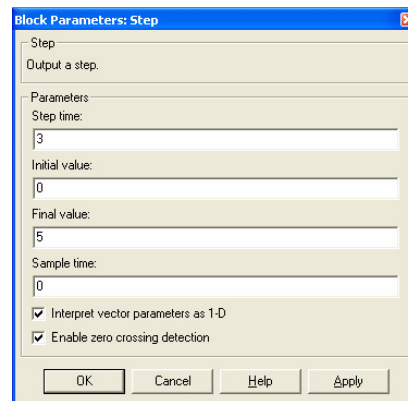 Block Parameters: Step
Step
Output a step.
Parameters
Step time:
3
Initial value:
0
Final value:
5
Sample time:
0
Interpret vector parameters as 1-D
Enable zero crossing detection
OK Cancel Help Apply